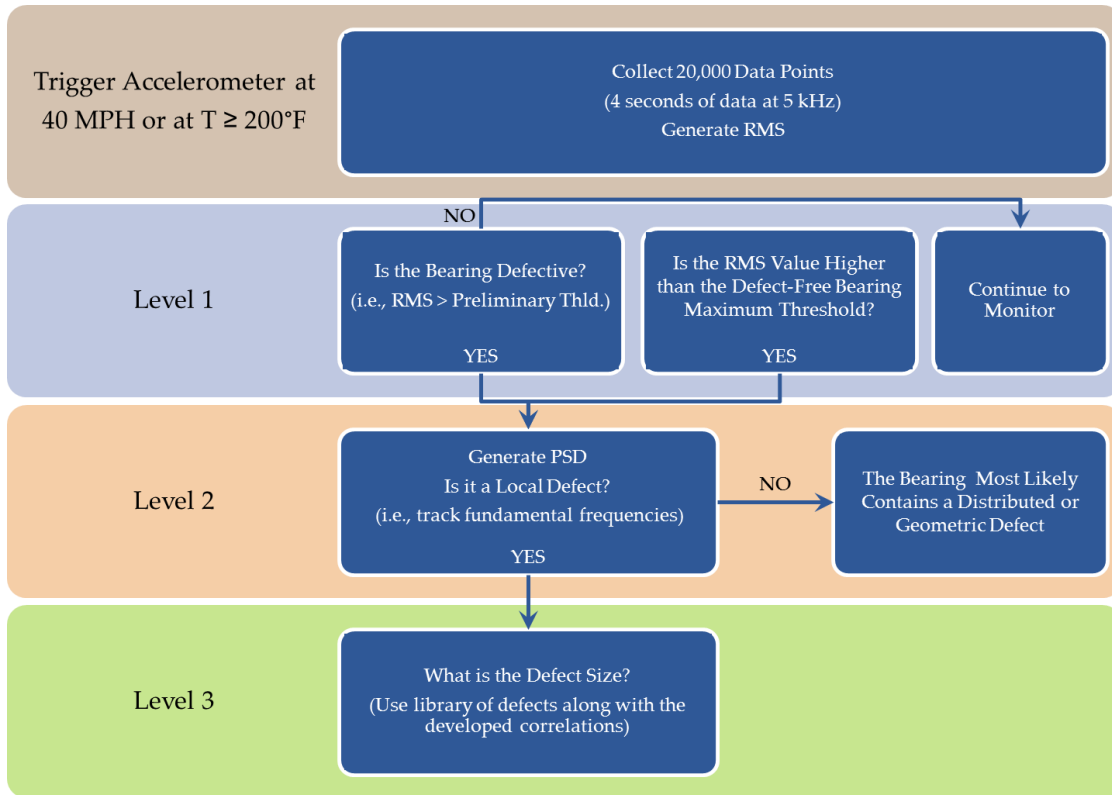 Trigger Accelerometer at
40 MPH or at T ≥ 200°F
Collect 20,000 Data Points
(4 seconds of data at 5 kHz)
Generate RMS
Level 1
NO
Is the Bearing Defective?
(i.e., RMS > Preliminary Thld.)
YES
Is the RMS Value Higher
than the Defect-Free Bearing
Maximum Threshold?
YES
Continue to
Monitor
Level 2
Generate PSD
Is it a Local Defect?
(i.e., track fundamental frequencies)
YES
NO
The Bearing Most Likely
Contains a Distributed or
Geometric Defect
Level 3
What is the Defect Size?
(Use library of defects along with the
developed correlations)